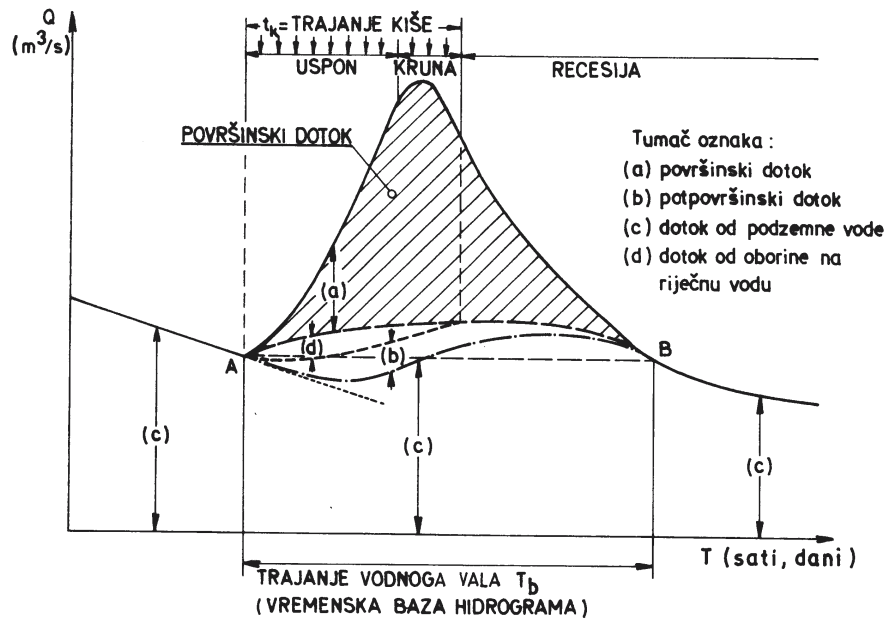 Q
(m³/s)
tk=TRAJANJE KIŠE
USPON
KRUNA
RECESIJA
POVRŠINSKI DOTOK
Tumač oznaka :
(a) površinski dotok
(b) potpovršinski dotok
(c) dotok od podzemne vode
(d) dotok od oborine na
riječnu vodu
(a)
(d)
(b)
A
B
(c)
(c)
(c)
T (sati, dani)
TRAJANJE VODNOGA VALA Tb
(VREMENSKA BAZA HIDROGRAMA)